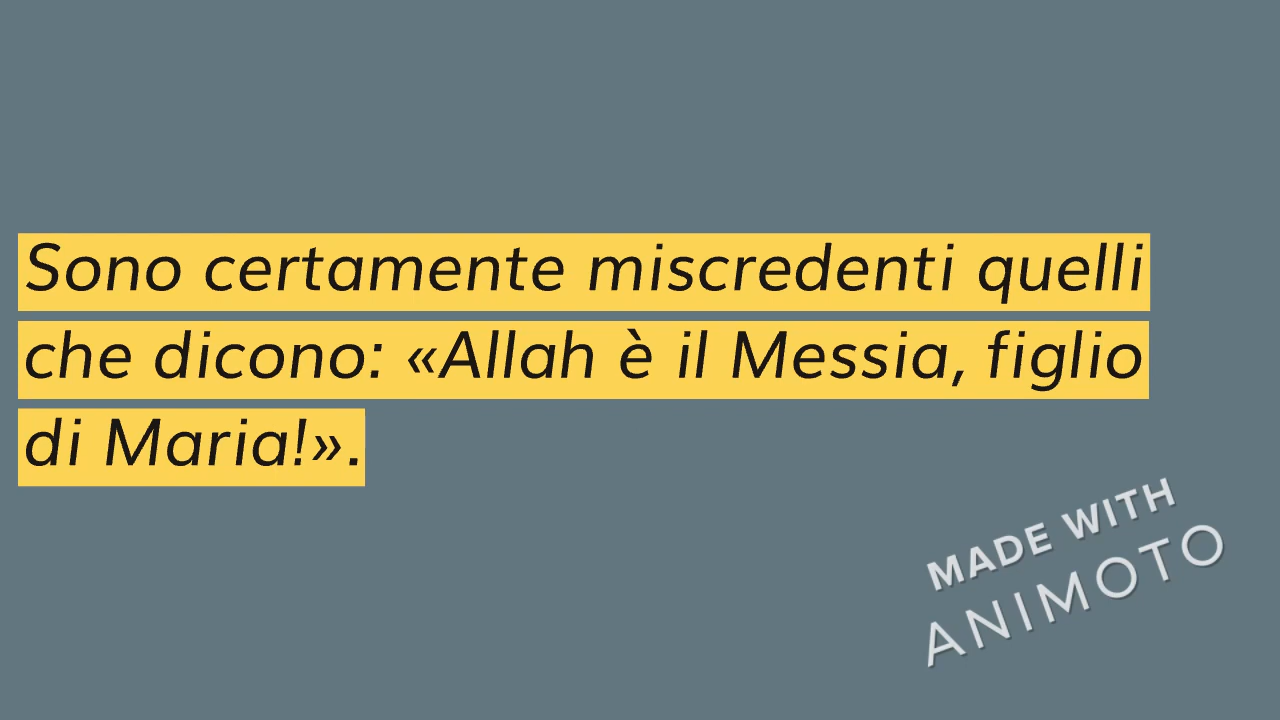 Sono certamente miscredenti quelli
che dicono: «Allah è il Messia, figlio
di Maria!».
MADE WITH
ANIMOTO